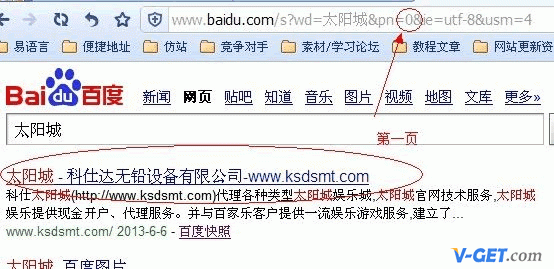 www.baidu.com/s?wd=太阳城&pn=0&ie=utf-8&usm=4
易语言 便捷地址 仿站 竞争对手 素材/学习论坛 教程文章 网站更新资
Bai du 百度 新闻 网页 贴吧 知道 音乐 图片 视频 地图 文库 更多»
太阳城
第一页
太阳城 - 科仕达无铅设备有限公司-www.ksdsmt.com
科仕太阳城(http://www.ksdsmt.com)代理各种类型太阳城娱乐城,太阳城官网技术服务,太阳城
娱乐提供现金开户、代理服务。并与百家乐客户提供一流娱乐游戏服务,建立了...
www.ksdsmt.com/ 2013-6-6 - 百度快照
太阳城 百度图片
V-GET.com